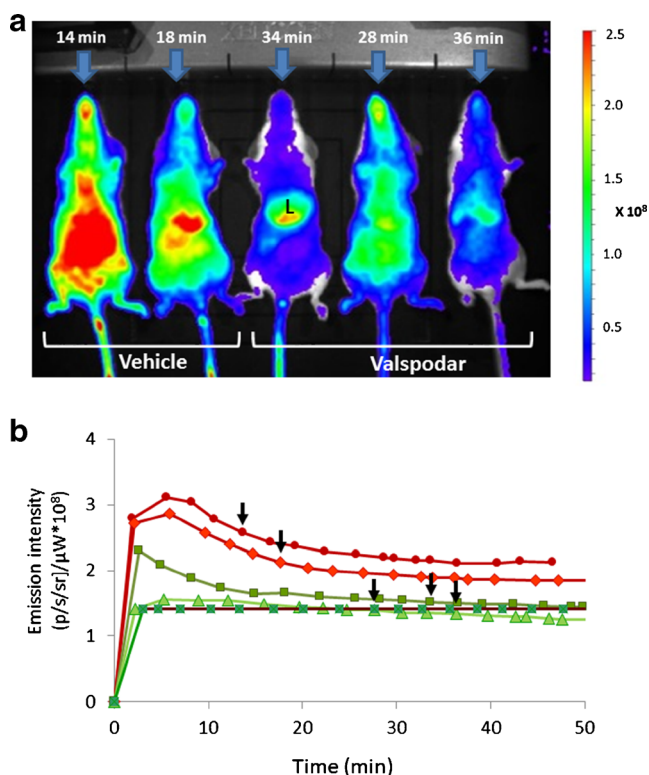 a
14 min 18 min 34 min 28 min 36 min
L
Vehicle Valspodar
2.5
2.0
1.5
X 10⁸
1.0
0.5
b
Emission intensity
(p/s/sr)/µW*10⁸)
4
3
2
1
0
0 10 20 30 40 50
Time (min)